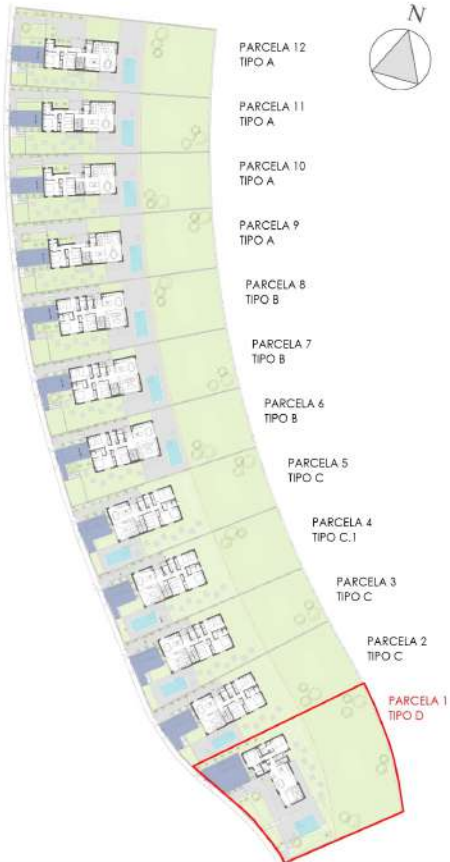 N
PARCELA 12
TIPO A
PARCELA 11
TIPO A
PARCELA 10
TIPO A
PARCELA 9
TIPO A
PARCELA 8
TIPO B
PARCELA 7
TIPO B
PARCELA 6
TIPO B
PARCELA 5
TIPO C
PARCELA 4
TIPO C.1
PARCELA 3
TIPO C
PARCELA 2
TIPO C
PARCELA 1
TIPO D